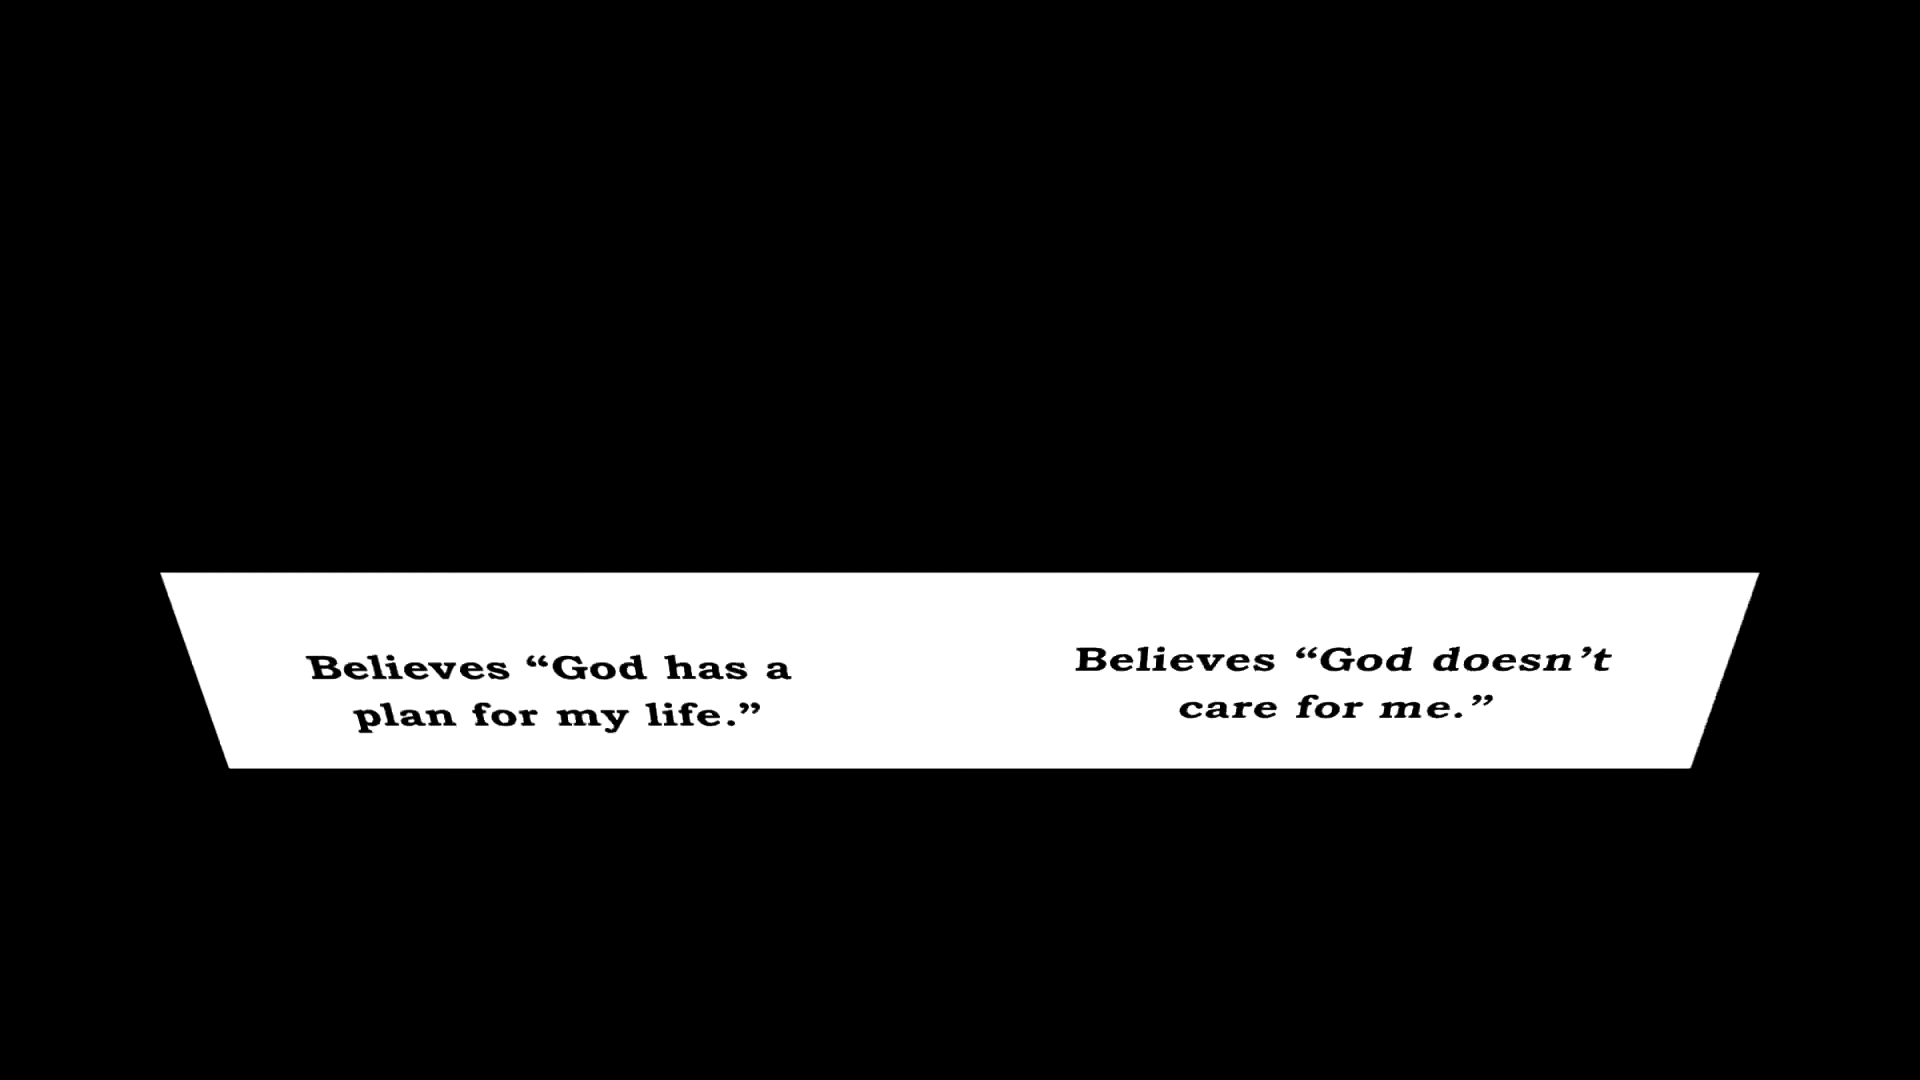 Believes “God has a
plan for my life.”
Believes “God doesn’t
care for me.”